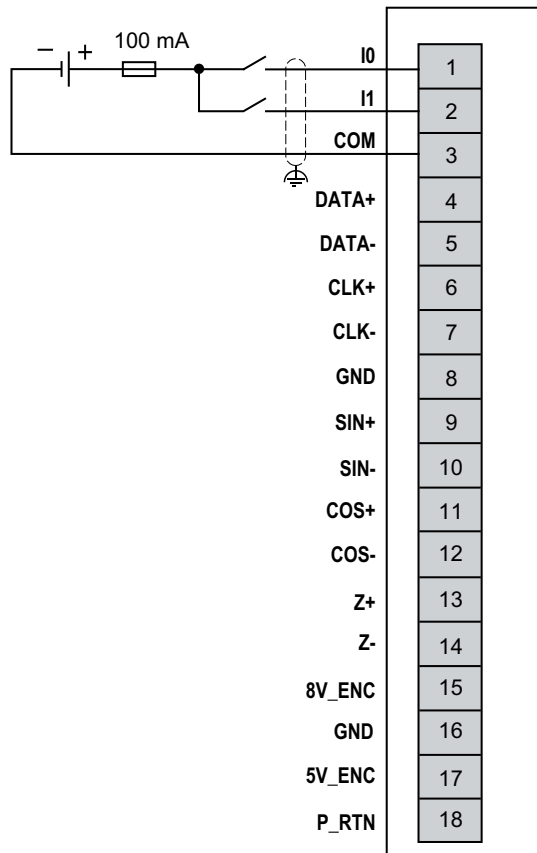 100 mA
− +
I0 1
I1 2
COM 3
DATA+ 4
DATA- 5
CLK+ 6
CLK- 7
GND 8
SIN+ 9
SIN- 10
COS+ 11
COS- 12
Z+ 13
Z- 14
8V_ENC 15
GND 16
5V_ENC 17
P_RTN 18